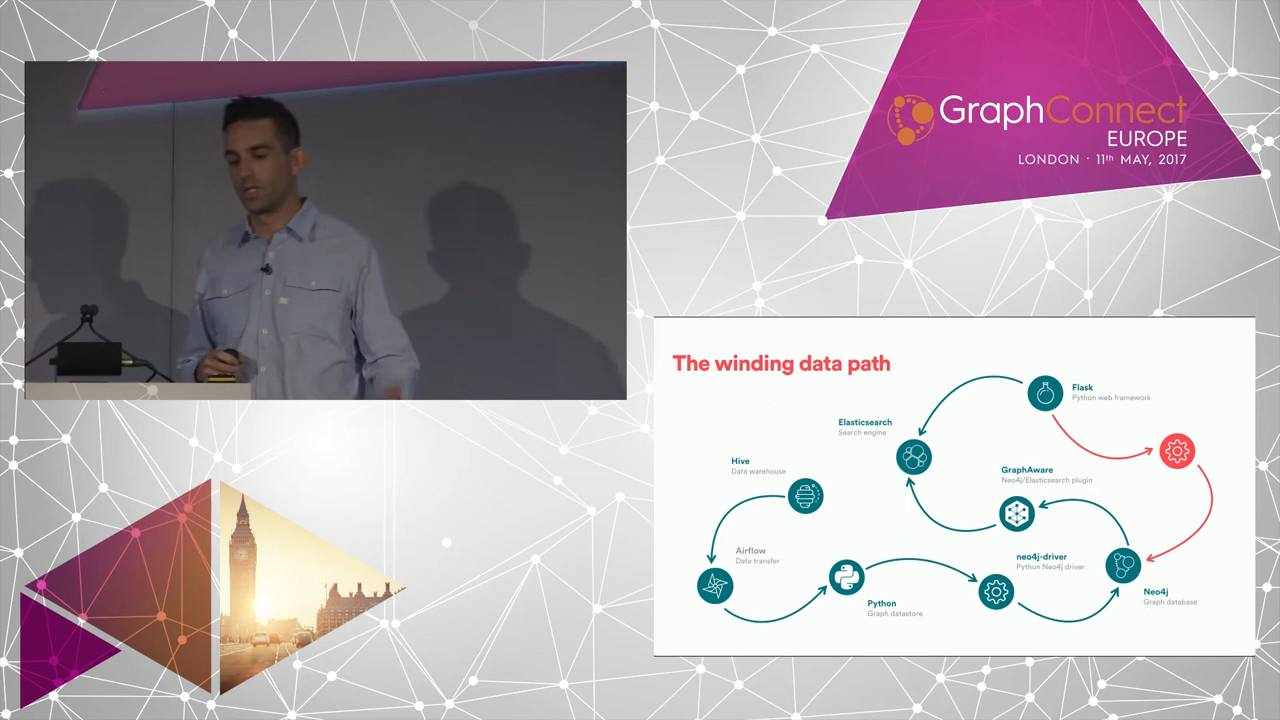 GraphConnect
EUROPE
LONDON · 11th MAY, 2017
The winding data path
Flask
Python web framework
Elasticsearch
Search engine
Hive
Data warehouse
GraphAware
Neo4j/Elasticsearch plugin
Airflow
Data transfer
neo4j-driver
Python Neo4j driver
Python
Graph datastore
Neo4j
Graph database